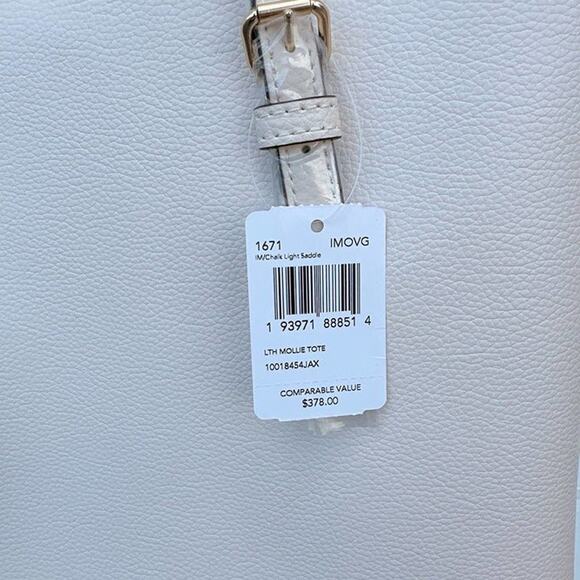 1671 IMOVG
IM/Chalk Light Saddle
1 93971 88851 4
LTH MOLLIE TOTE
10018454JAX
COMPARABLE VALUE
$378.00